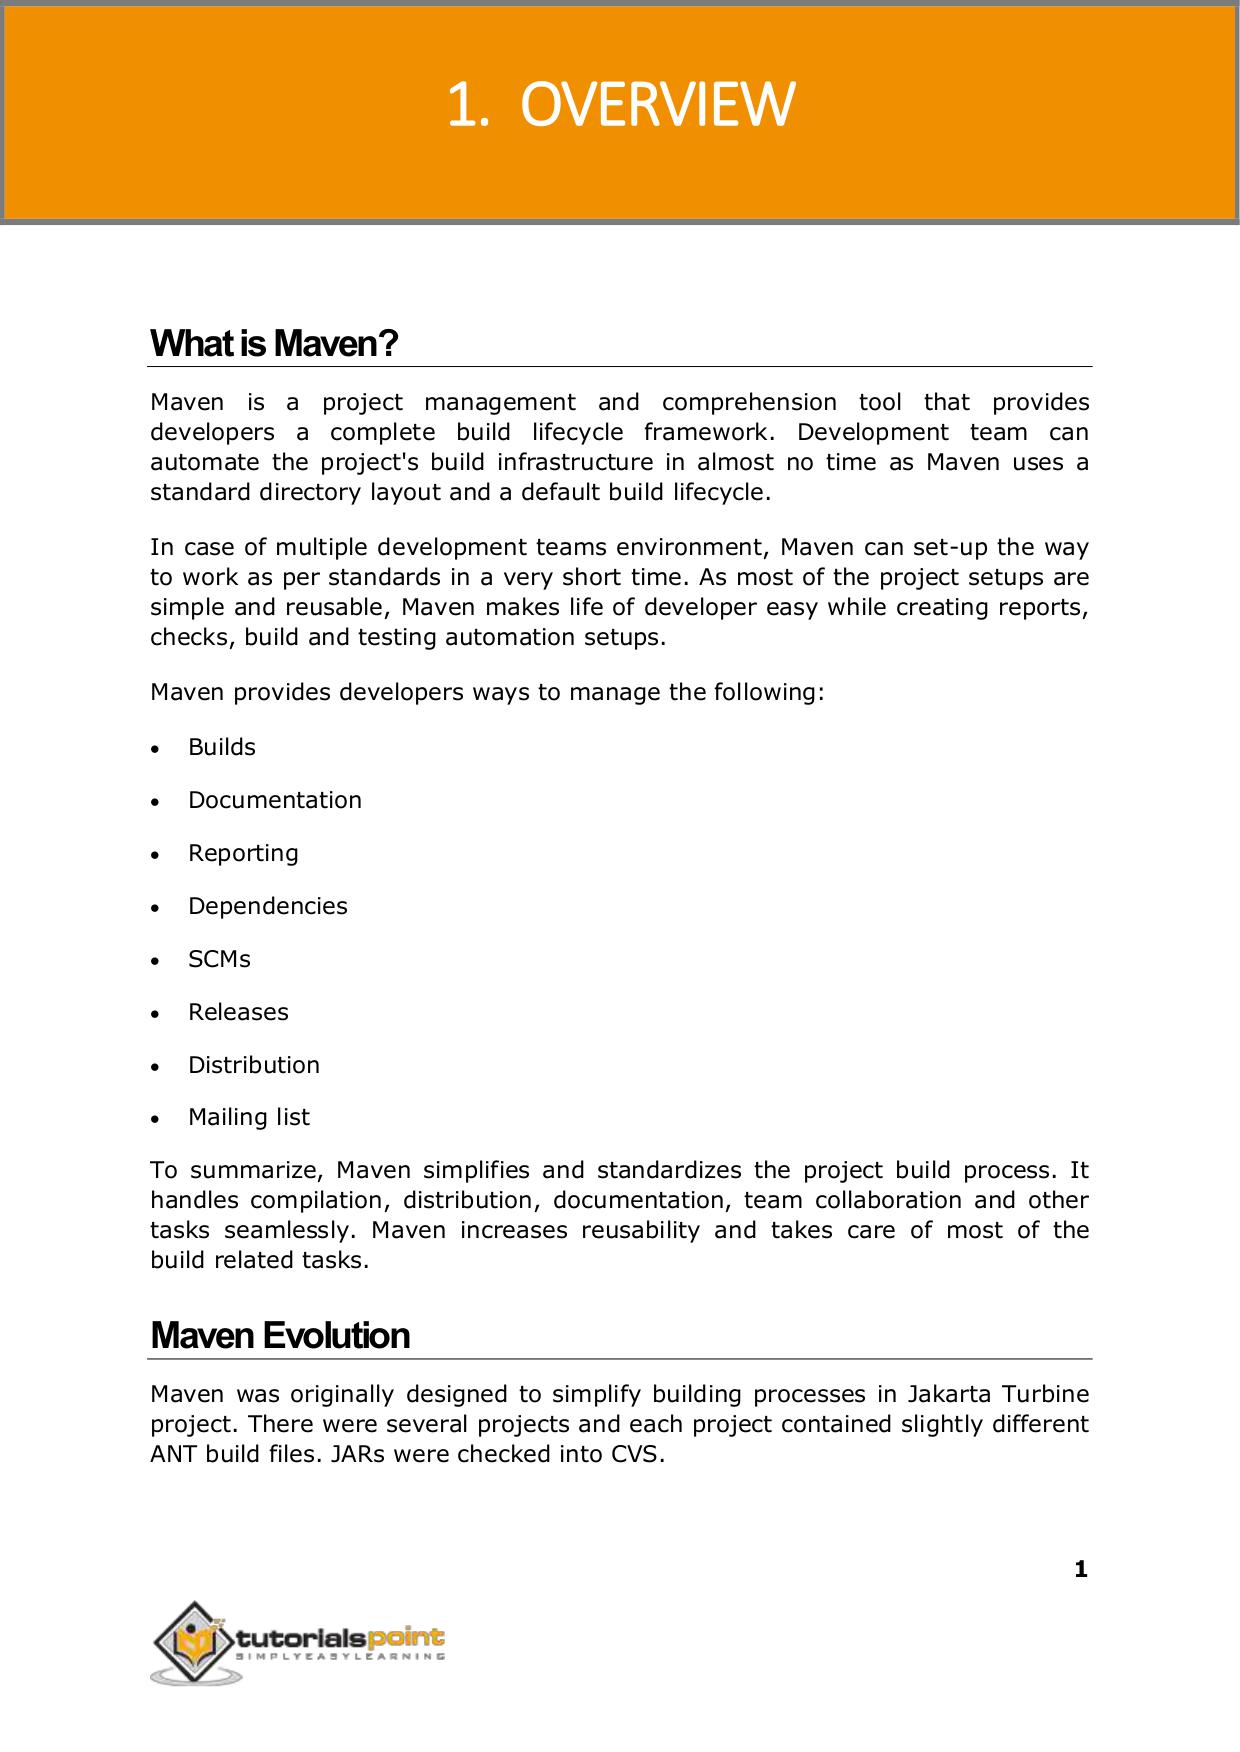 1. OVERVIEW
What is Maven?
Maven is a project management and comprehension tool that provides
developers a complete build lifecycle framework. Development team can
automate the project's build infrastructure in almost no time as Maven uses a
standard directory layout and a default build lifecycle.
In case of multiple development teams environment, Maven can set-up the way
to work as per standards in a very short time. As most of the project setups are
simple and reusable, Maven makes life of developer easy while creating reports,
checks, build and testing automation setups.
Maven provides developers ways to manage the following:
• Builds
• Documentation
• Reporting
• Dependencies
• SCMs
• Releases
• Distribution
• Mailing list
To summarize, Maven simplifies and standardizes the project build process. It
handles compilation, distribution, documentation, team collaboration and other
tasks seamlessly. Maven increases reusability and takes care of most of the
build related tasks.
Maven Evolution
Maven was originally designed to simplify building processes in Jakarta Turbine
project. There were several projects and each project contained slightly different
ANT build files. JARs were checked into CVS.
1
tutorialspoint
SIMPLYEASYLEARNING